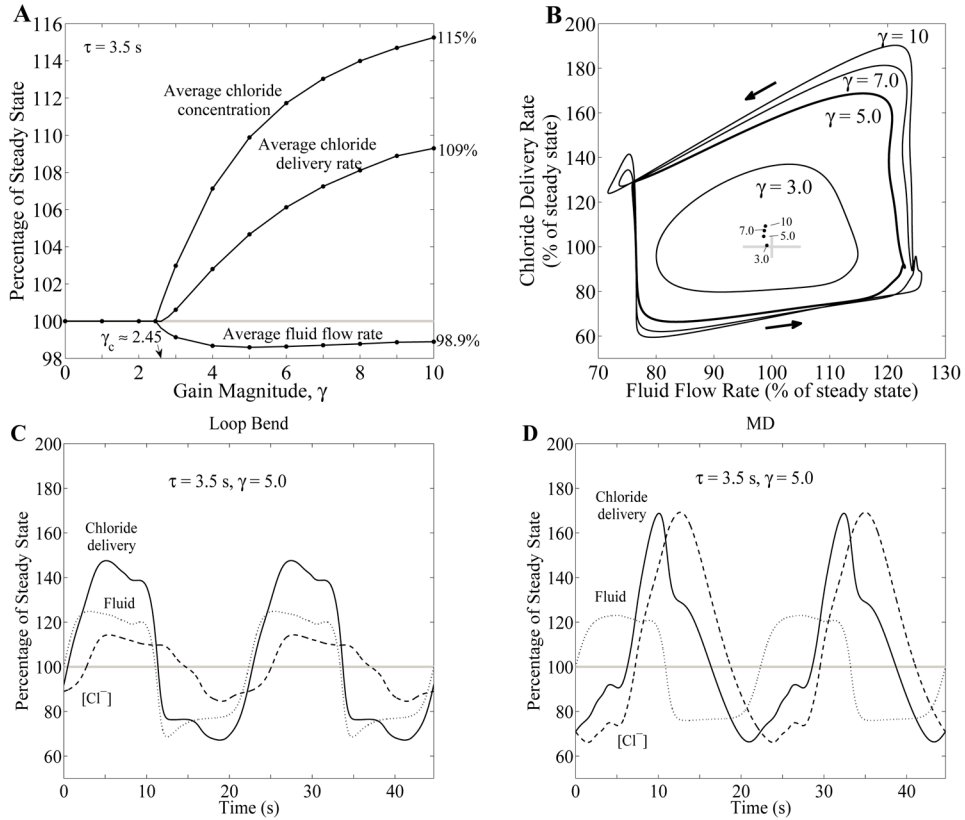 A
116
114
112
110
108
106
104
102
100
98
Percentage of Steady State
τ = 3.5 s
115%
Average chloride
concentration
Average chloride
delivery rate
109%
Average fluid flow rate
98.9%
γc ≈ 2.45
0 2 4 6 8 10
Gain Magnitude, γ
B
200
180
160
140
120
100
80
60
Chloride Delivery Rate
(% of steady state)
γ = 10
γ = 7.0
γ = 5.0
γ = 3.0
10
7.0
5.0
3.0
70 80 90 100 110 120 130
Fluid Flow Rate (% of steady state)
C
Loop Bend
200
180
160
140
120
100
80
60
Percentage of Steady State
τ = 3.5 s, γ = 5.0
Chloride
delivery
Fluid
[Cl⁻]
0 10 20 30 40
Time (s)
D
MD
200
180
160
140
120
100
80
60
Percentage of Steady State
τ = 3.5 s, γ = 5.0
Chloride
delivery
Fluid
[Cl⁻]
0 10 20 30 40
Time (s)